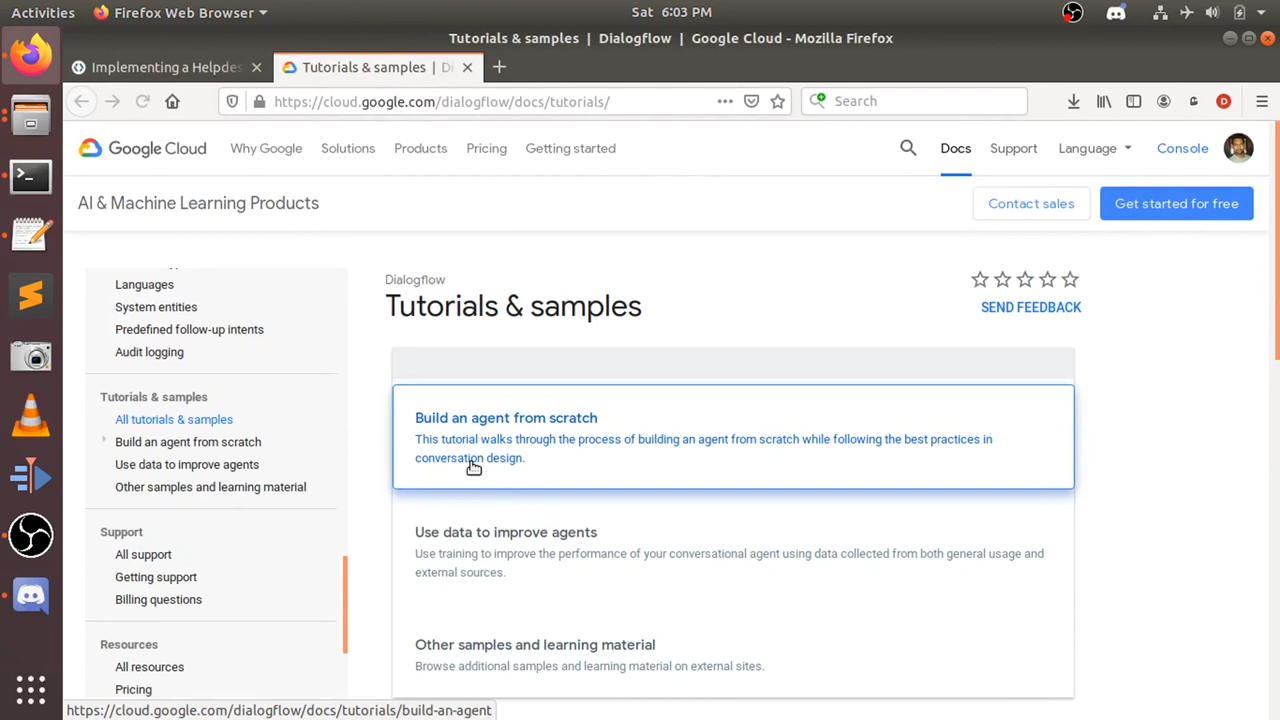 Activities
Firefox Web Browser
Sat 6:03 PM
Tutorials & samples | Dialogflow | Google Cloud - Mozilla Firefox
Implementing a Helpdes
Tutorials & samples | Di
https://cloud.google.com/dialogflow/docs/tutorials/
Search
Google Cloud
Why Google
Solutions
Products
Pricing
Getting started
Docs
Support
Language
Console
AI & Machine Learning Products
Contact sales
Get started for free
Languages
System entities
Predefined follow-up intents
Audit logging
Tutorials & samples
All tutorials & samples
Build an agent from scratch
Use data to improve agents
Other samples and learning material
Support
All support
Getting support
Billing questions
Resources
All resources
Pricing
Dialogflow
Tutorials & samples
SEND FEEDBACK
Build an agent from scratch
This tutorial walks through the process of building an agent from scratch while following the best practices in
conversation design.
Use data to improve agents
Use training to improve the performance of your conversational agent using data collected from both general usage and
external sources.
Other samples and learning material
Browse additional samples and learning material on external sites.
https://cloud.google.com/dialogflow/docs/tutorials/build-an-agent